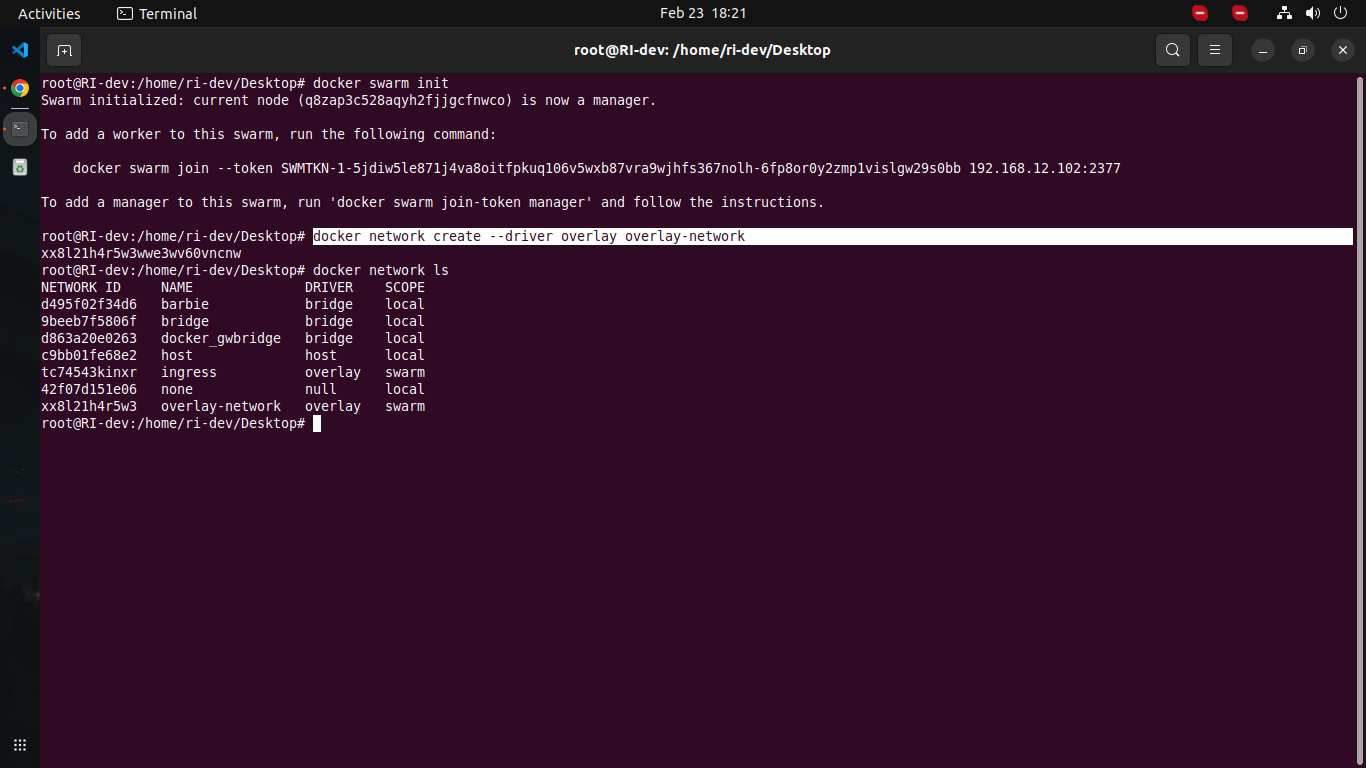 Activities
Terminal
Feb 23 18:21
root@RI-dev: /home/ri-dev/Desktop
root@RI-dev:/home/ri-dev/Desktop# docker swarm init
Swarm initialized: current node (q8zap3c528aqyh2fjjgcfnwco) is now a manager.
To add a worker to this swarm, run the following command:
docker swarm join --token SWMTKN-1-5jdiw5le871j4va8oitfpkuq106v5wxb87vra9wjhfs367nolh-6fp8or0y2zmp1vislgw29s0bb 192.168.12.102:2377
To add a manager to this swarm, run 'docker swarm join-token manager' and follow the instructions.
root@RI-dev:/home/ri-dev/Desktop# docker network create --driver overlay overlay-network
xx8l21h4r5w3wwe3wv60vncnw
root@RI-dev:/home/ri-dev/Desktop# docker network ls
NETWORK ID     NAME              DRIVER    SCOPE
d495f02f34d6   barbie            bridge    local
9beeb7f5806f   bridge            bridge    local
d863a20e0263   docker_gwbridge   bridge    local
c9bb01fe68e2   host              host      local
tc74543kinxr   ingress           overlay   swarm
42f07d151e06   none              null      local
xx8l21h4r5w3   overlay-network   overlay   swarm
root@RI-dev:/home/ri-dev/Desktop#